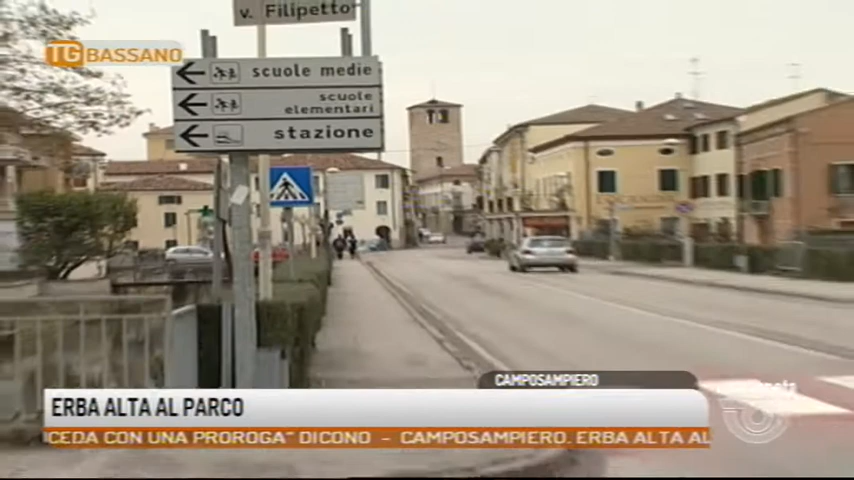 v. Filipetto
TG BASSANO
scuole medie
scuole
elementari
stazione
CAMPOSAMPIERO
ERBA ALTA AL PARCO
CEDA CON UNA PROROGA" DICONO - CAMPOSAMPIERO. ERBA ALTA AL